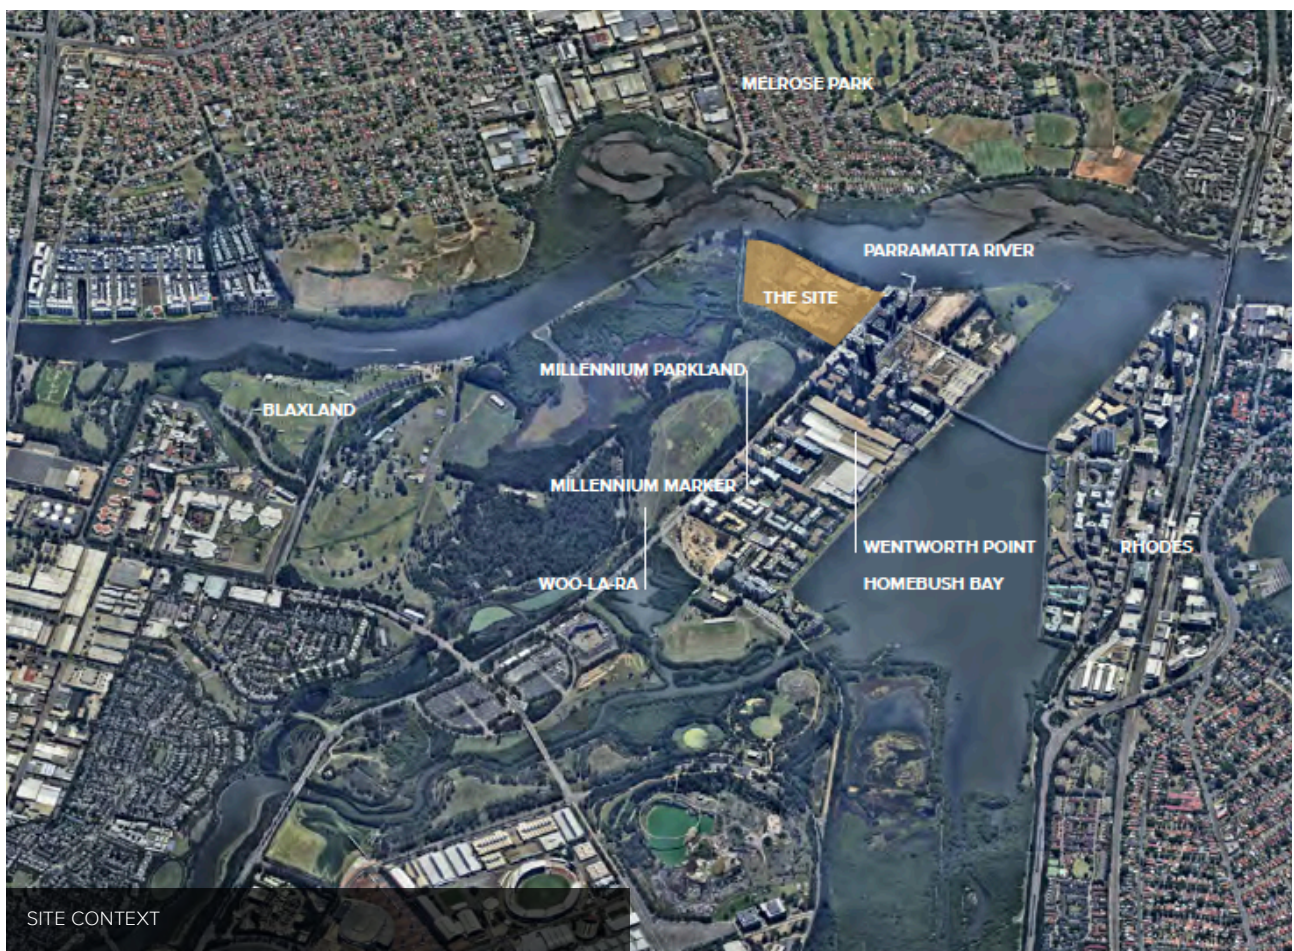 MELROSE PARK
PARRAMATTA RIVER
THE SITE
MILLENNIUM PARKLAND
BLAXLAND
MILLENNIUM MARKER
WENTWORTH POINT
RHODES
WOO-LA-RA
HOMEBUSH BAY
SITE CONTEXT